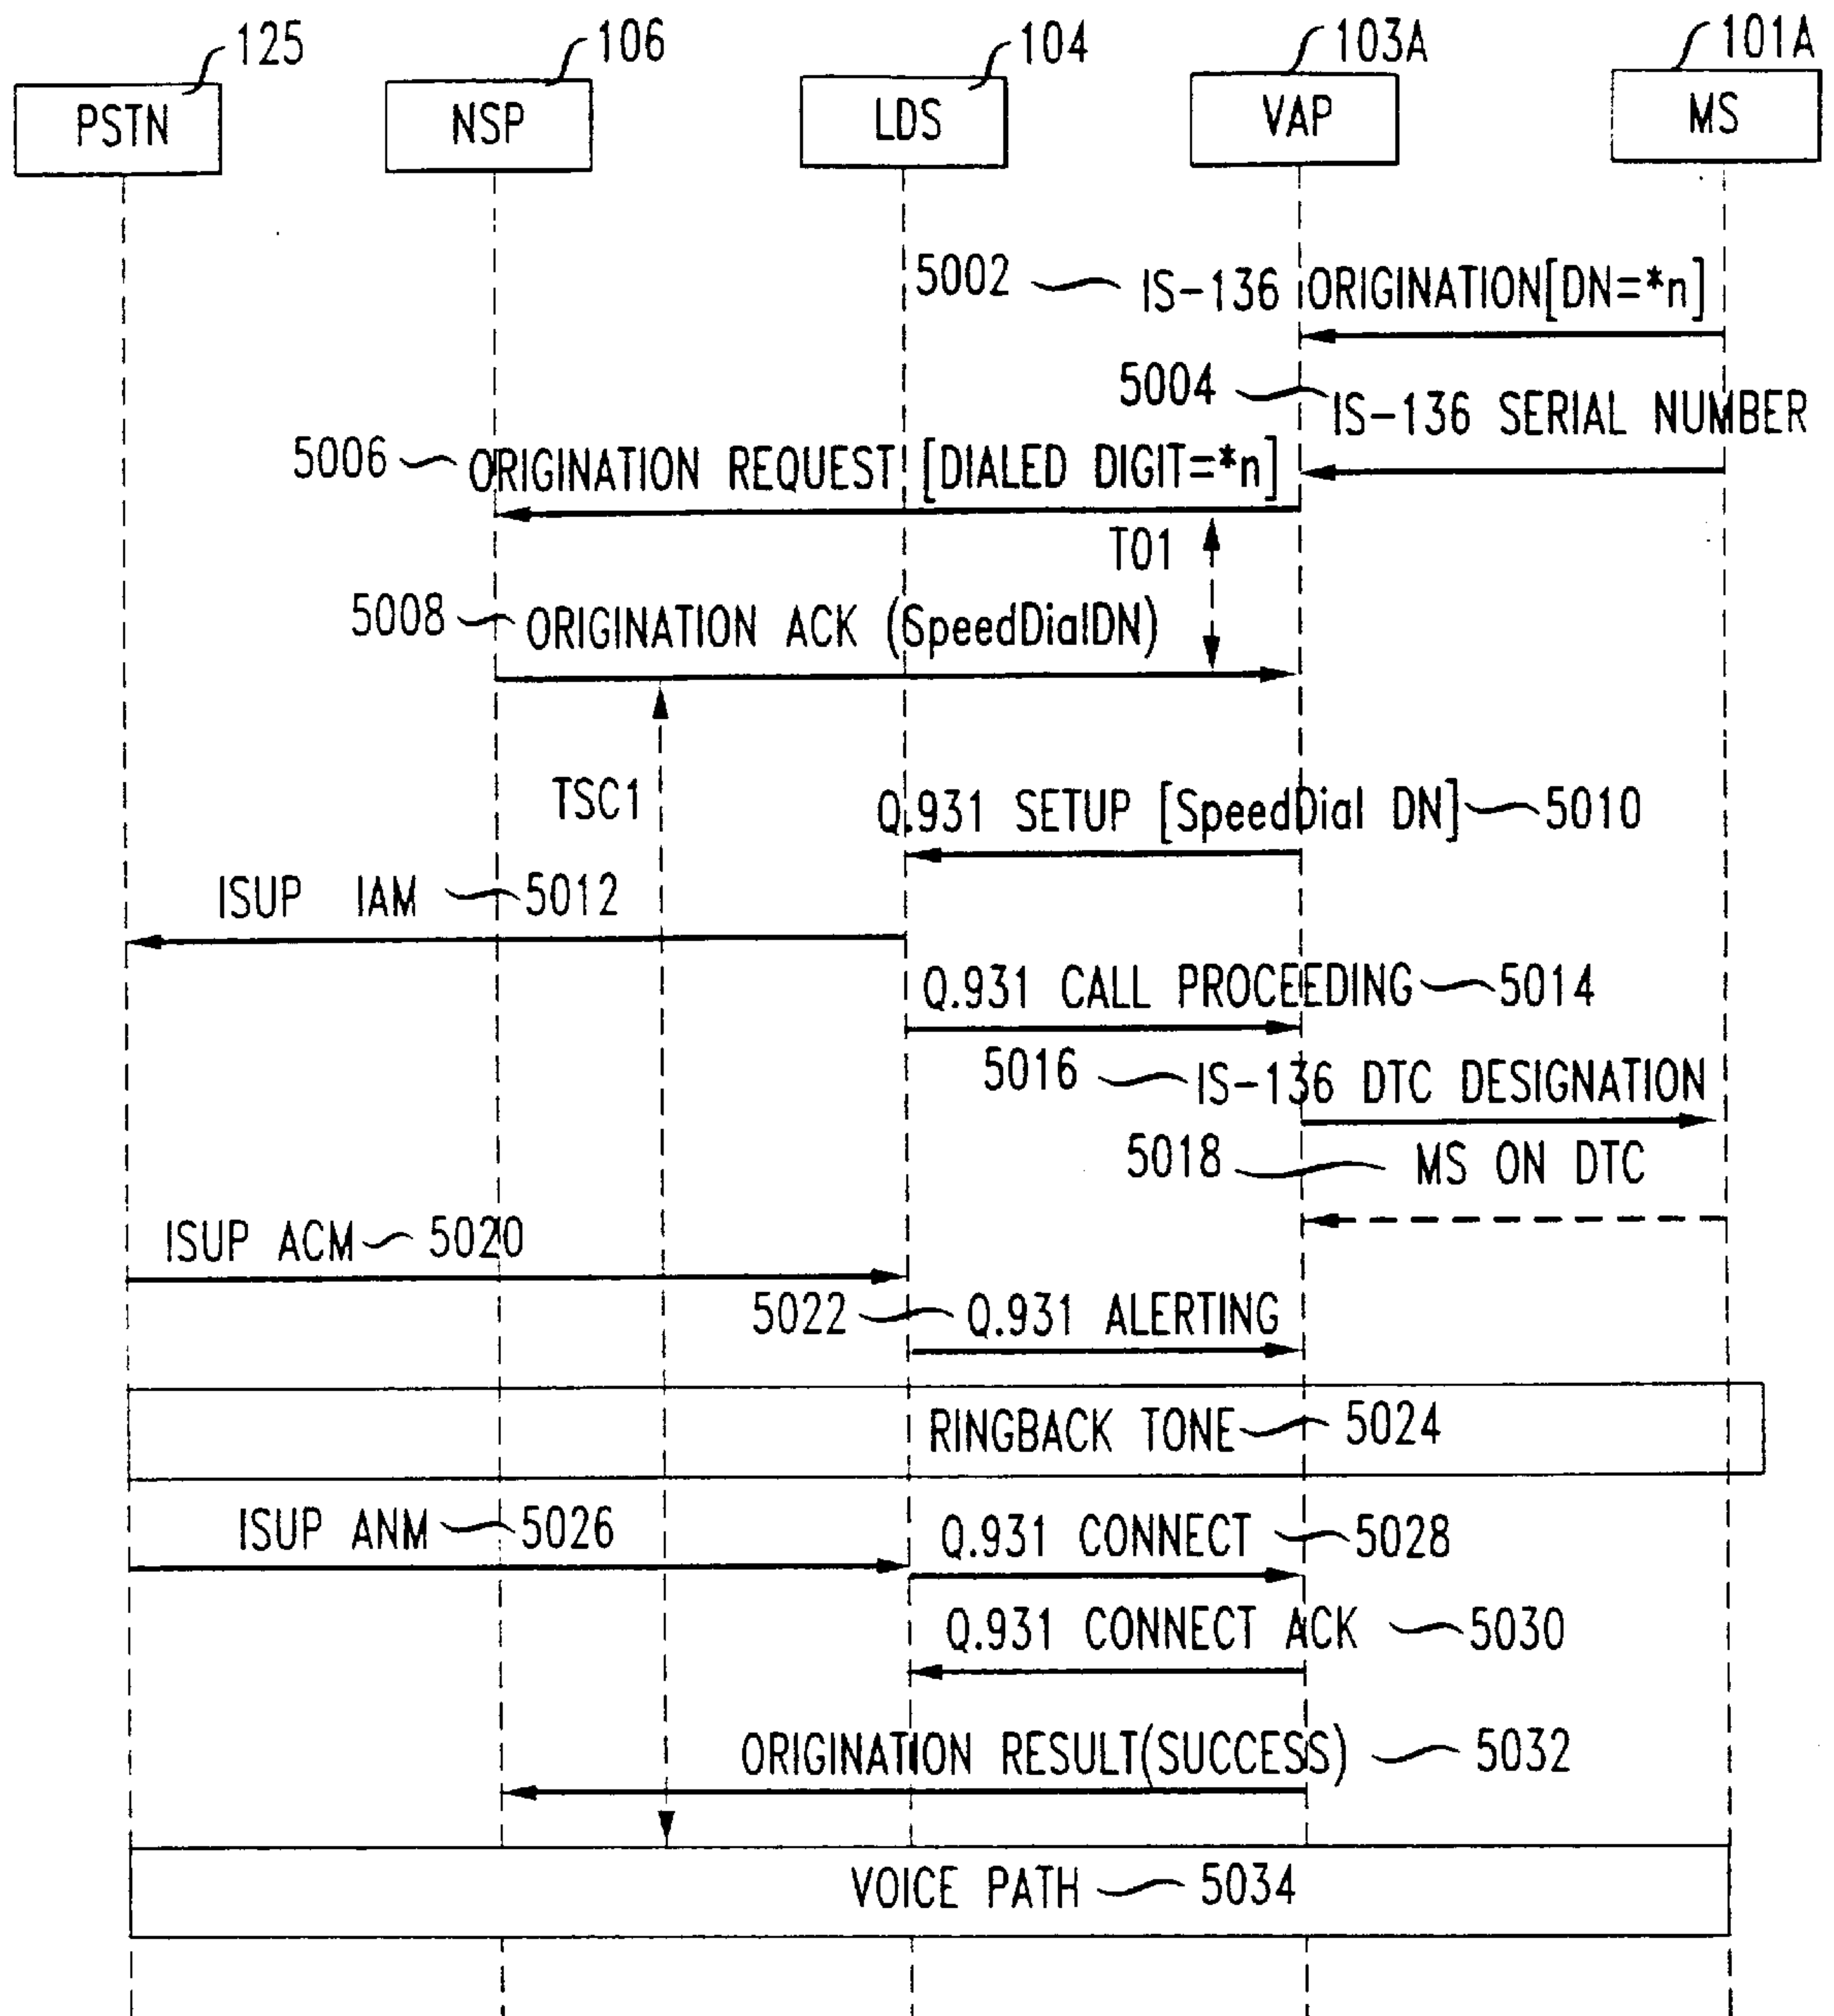 125 106 104 103A 101A
PSTN NSP LDS VAP MS
5002 IS-136 ORIGINATION[DN=*n]
5004 IS-136 SERIAL NUMBER
5006 ORIGINATION REQUEST [DIALED DIGIT=*n]
TO1
5008 ORIGINATION ACK (SpeedDialDN)
TSC1
Q.931 SETUP [SpeedDial DN] 5010
ISUP IAM 5012
Q.931 CALL PROCEEDING 5014
5016 IS-136 DTC DESIGNATION
5018 MS ON DTC
ISUP ACM 5020
5022 Q.931 ALERTING
RINGBACK TONE 5024
ISUP ANM 5026
Q.931 CONNECT 5028
Q.931 CONNECT ACK 5030
ORIGINATION RESULT(SUCCESS) 5032
VOICE PATH 5034